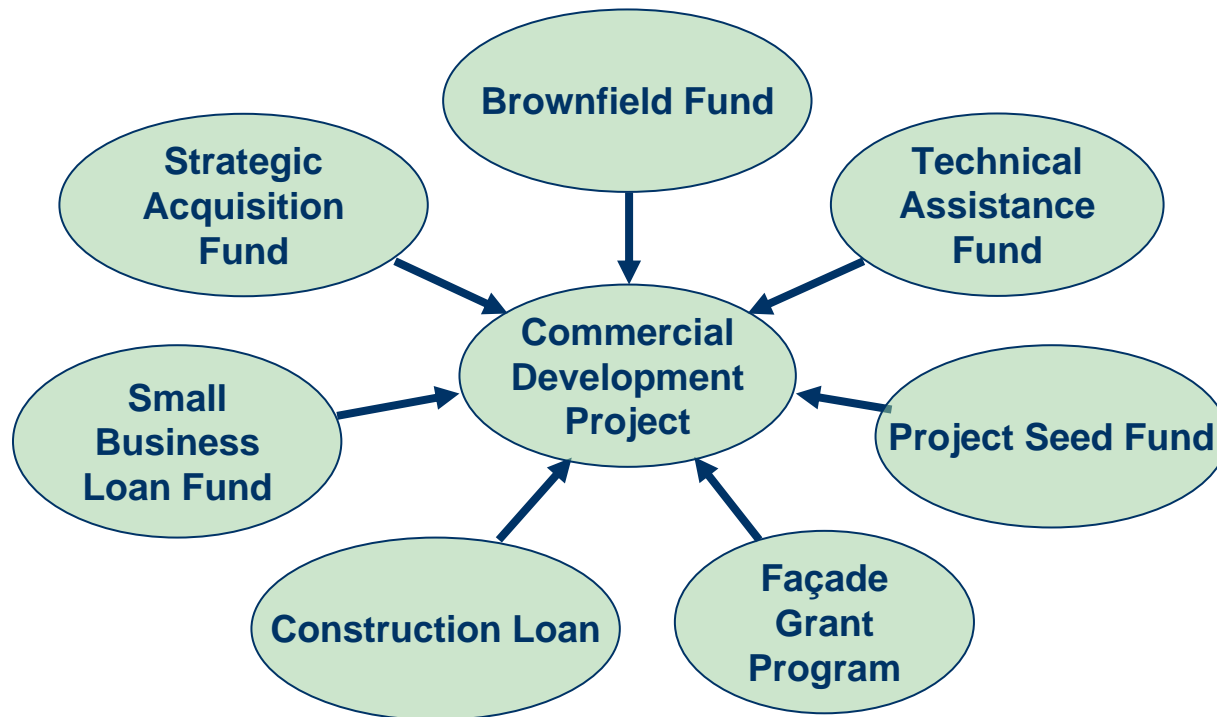 Brownfield Fund
Strategic
Acquisition
Fund
Technical
Assistance
Fund
Commercial
Development
Project
Small
Business
Loan Fund
Project Seed Fund
Construction Loan
Façade
Grant
Program